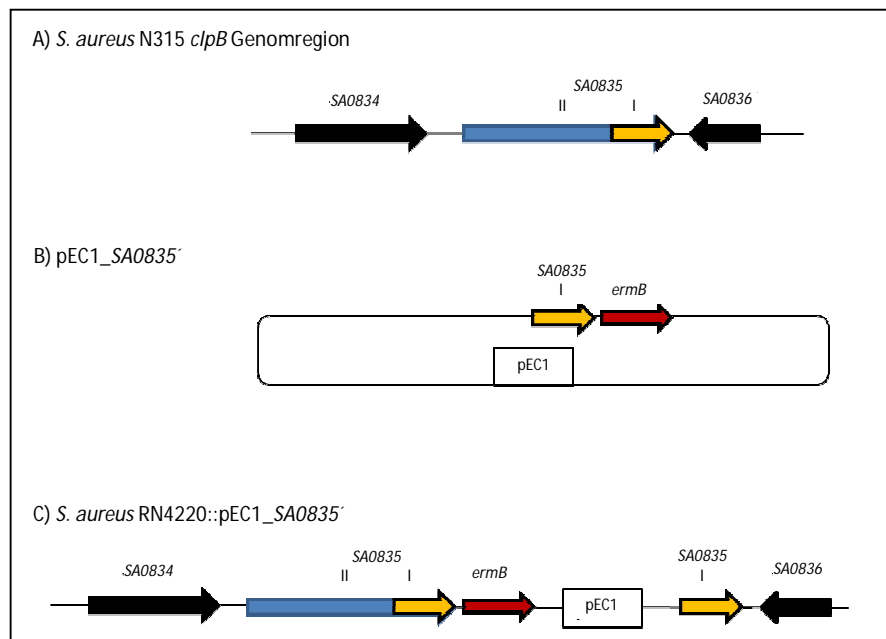 A) S. aureus N315 clpB Genomregion
SA0835
SA0834 II I SA0836
B) pEC1_SA0835´
SA0835 ermB
I
pEC1
C) S. aureus RN4220::pEC1_SA0835´
SA0834 SA0835 ermB SA0835 SA0836
II I I
pEC1